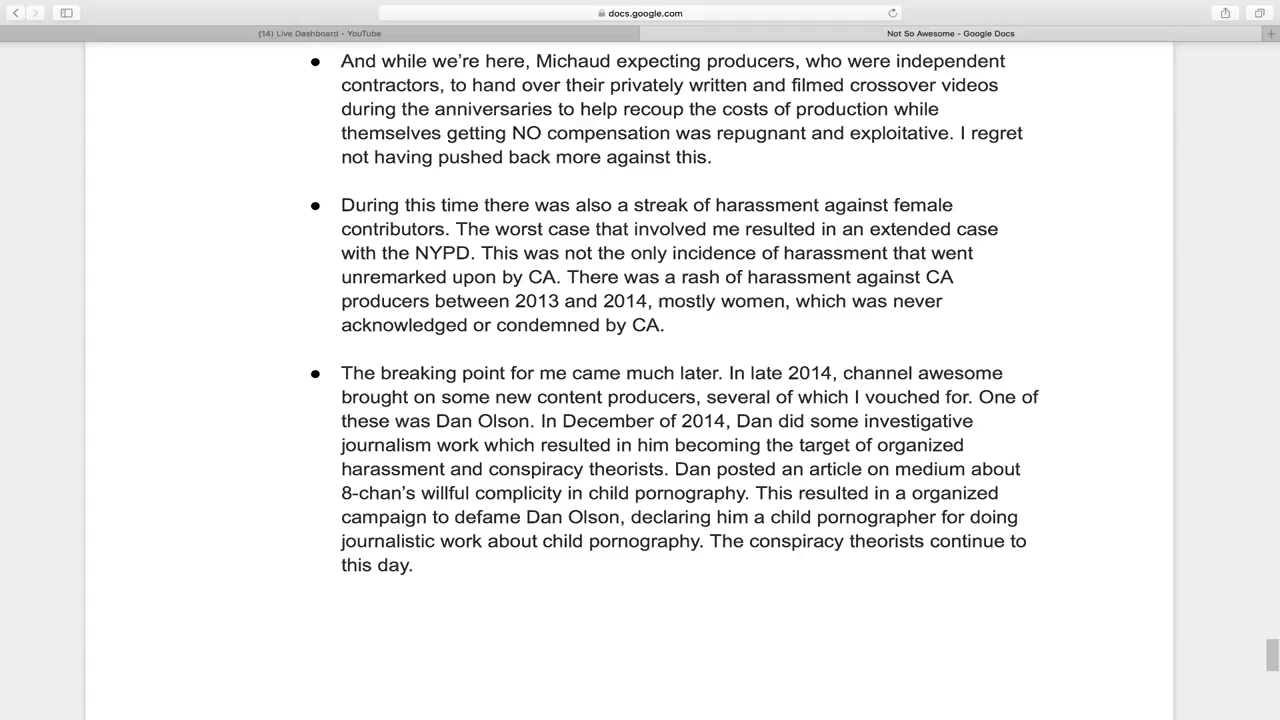 docs.google.com
(14) Live Dashboard - YouTube
Not So Awesome - Google Docs
● And while we’re here, Michaud expecting producers, who were independent
contractors, to hand over their privately written and filmed crossover videos
during the anniversaries to help recoup the costs of production while
themselves getting NO compensation was repugnant and exploitative. I regret
not having pushed back more against this.
● During this time there was also a streak of harassment against female
contributors. The worst case that involved me resulted in an extended case
with the NYPD. This was not the only incidence of harassment that went
unremarked upon by CA. There was a rash of harassment against CA
producers between 2013 and 2014, mostly women, which was never
acknowledged or condemned by CA.
● The breaking point for me came much later. In late 2014, channel awesome
brought on some new content producers, several of which I vouched for. One of
these was Dan Olson. In December of 2014, Dan did some investigative
journalism work which resulted in him becoming the target of organized
harassment and conspiracy theorists. Dan posted an article on medium about
8-chan’s willful complicity in child pornography. This resulted in a organized
campaign to defame Dan Olson, declaring him a child pornographer for doing
journalistic work about child pornography. The conspiracy theorists continue to
this day.